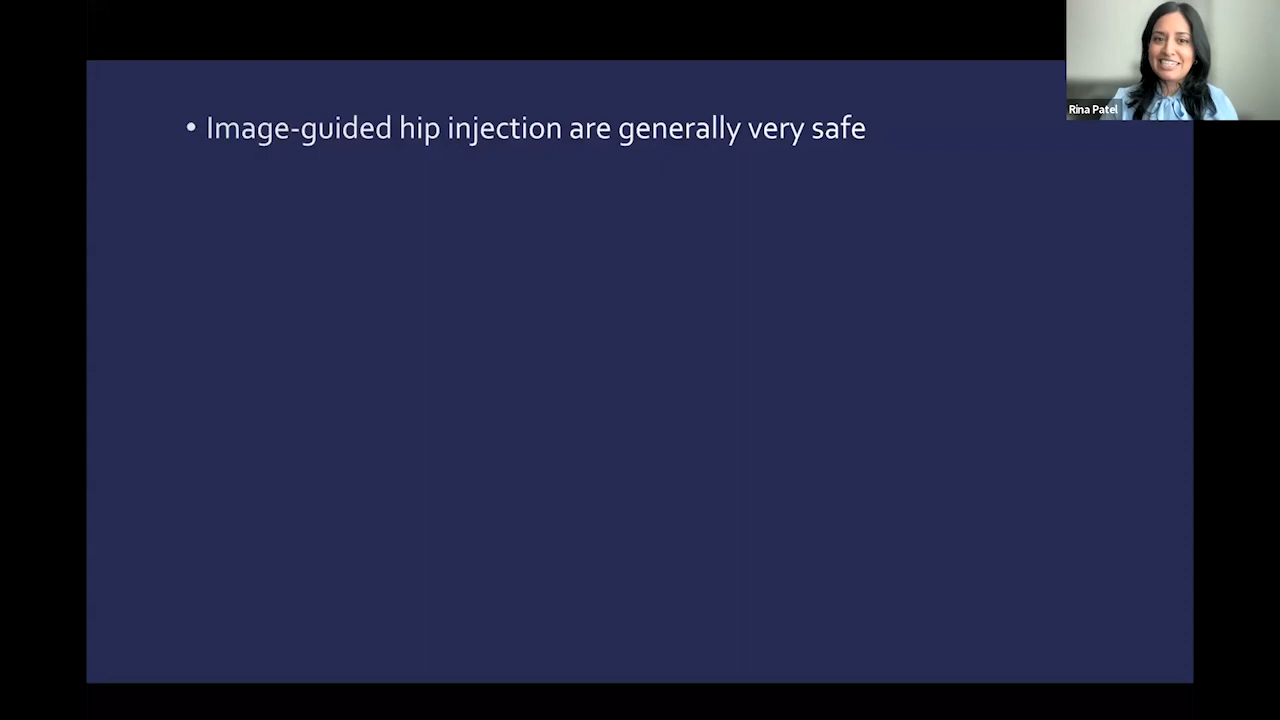 • Image-guided hip injection are generally very safe
Rina Patel